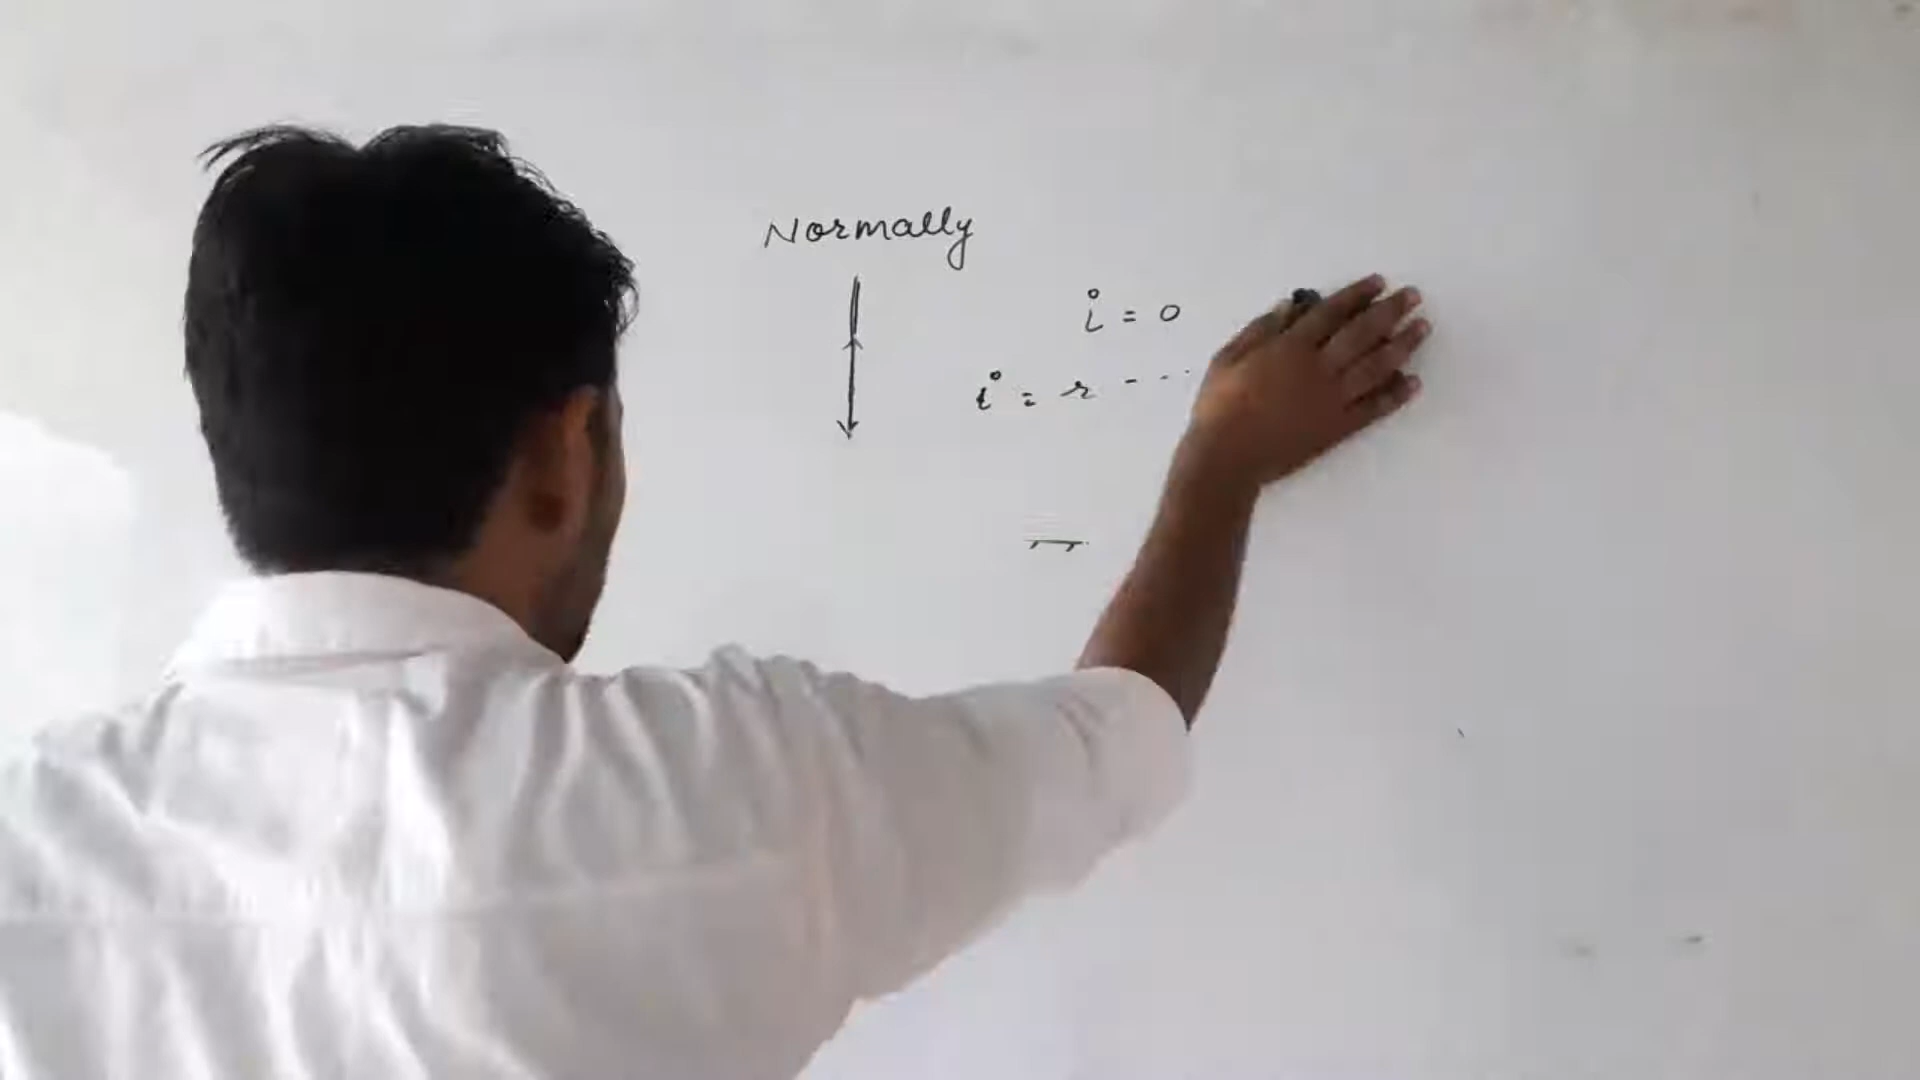 Normally
i = 0
i = r - - -